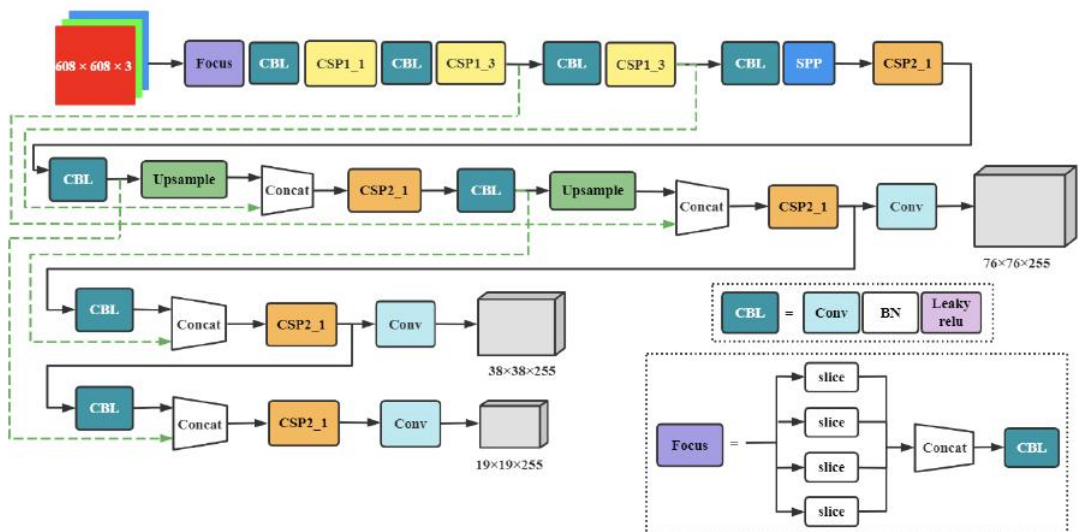 608 × 608 × 3
Focus
CBL
CSP1_1
CBL
CSP1_3
CBL
CSP1_3
CBL
SPP
CSP2_1
CBL
Upsample
Concat
CSP2_1
CBL
Upsample
Concat
CSP2_1
Conv
76×76×255
CBL
Concat
CSP2_1
Conv
38×38×255
CBL
=
Conv
BN
Leaky
relu
CBL
Concat
CSP2_1
Conv
19×19×255
Focus
=
slice
slice
slice
slice
Concat
CBL